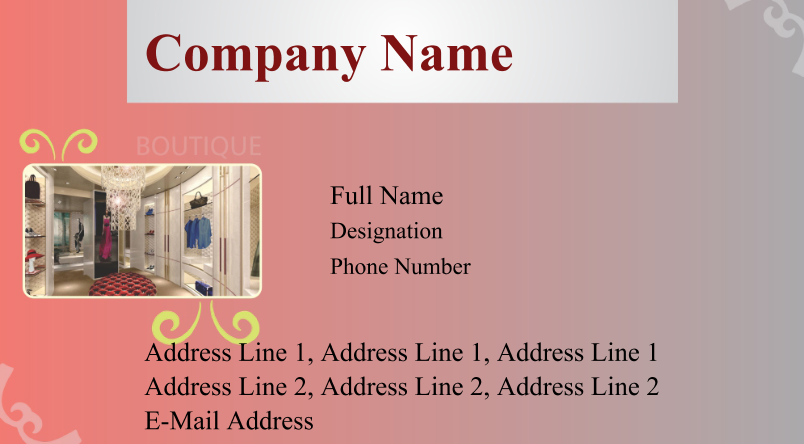 Company Name
BOUTIQUE
Full Name
Designation
Phone Number
Address Line 1, Address Line 1, Address Line 1
Address Line 2, Address Line 2, Address Line 2
E-Mail Address